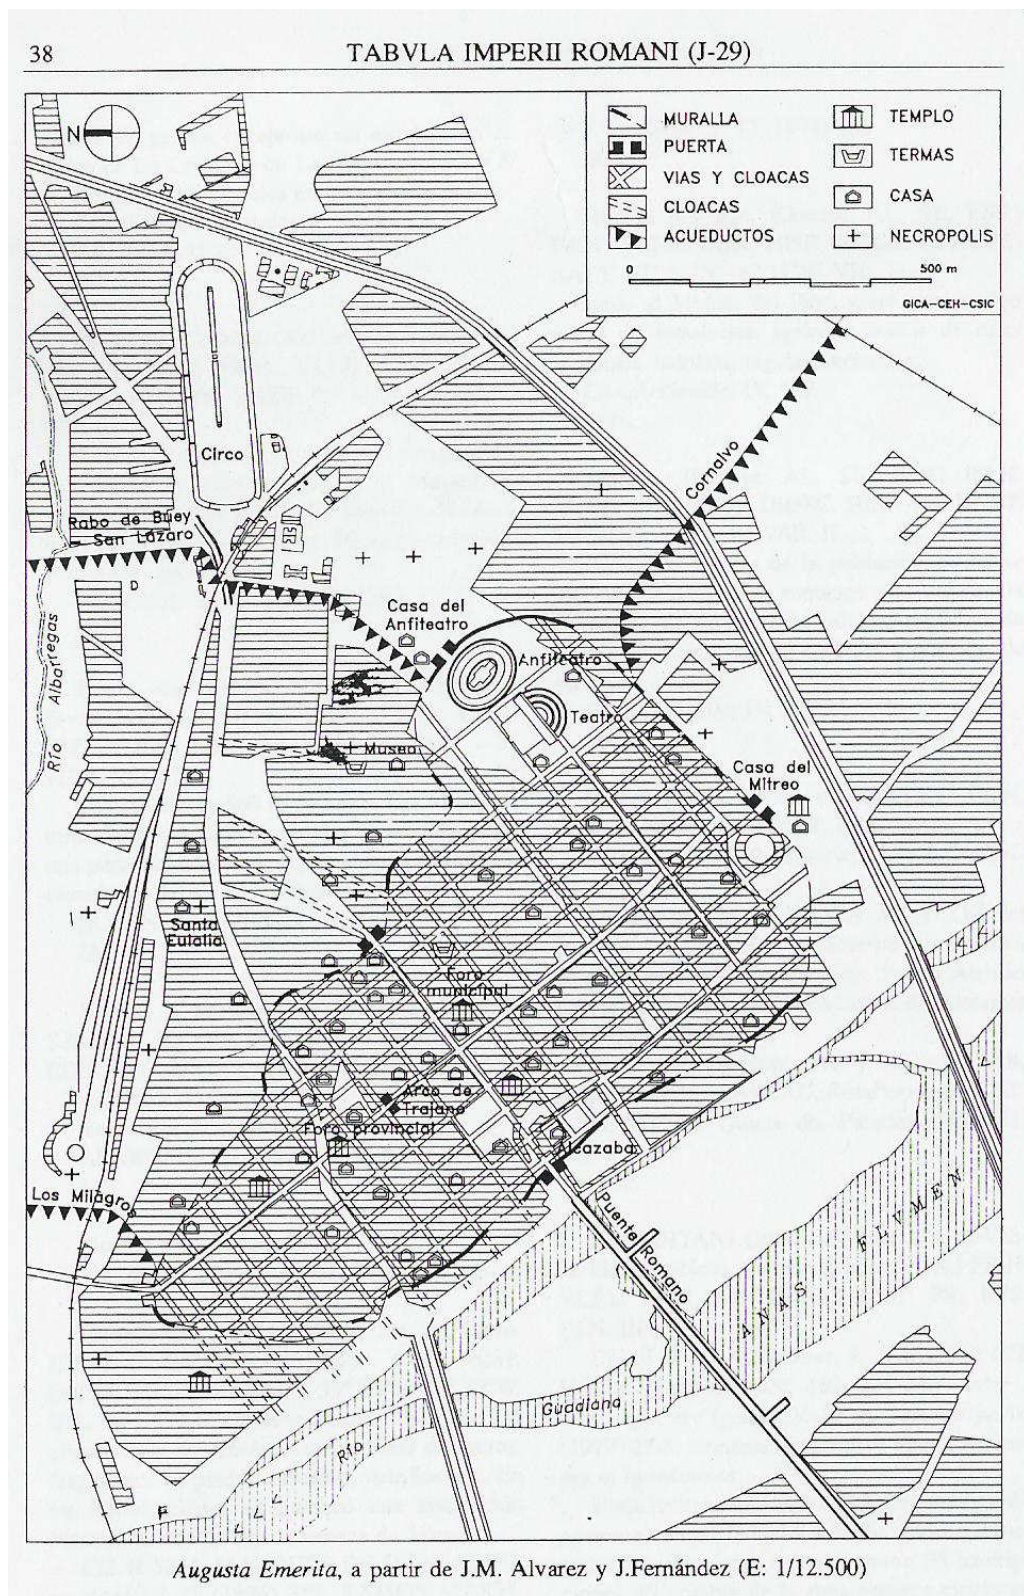 38
TABVLA IMPERII ROMANI (J-29)
N
MURALLA
PUERTA
VIAS Y CLOACAS
CLOACAS
ACUEDUCTOS
TEMPLO
TERMAS
CASA
NECROPOLIS
0
500 m
GICA-CEH-CSIC
Circo
Cornalvo
Rabo de Buey
San Lázaro
Río Albarregas
Casa del
Anfiteatro
Anfiteatro
Teatro
Museo
Casa del
Mitreo
Santa
Eulalia
Foro
municipal
Arco de
Trajano
Foro provincial
Alcazaba
Los Milagros
Puente Romano
FLVMEN
ANAS
Río
Guadiana
Augusta Emerita, a partir de J.M. Alvarez y J.Fernández (E: 1/12.500)